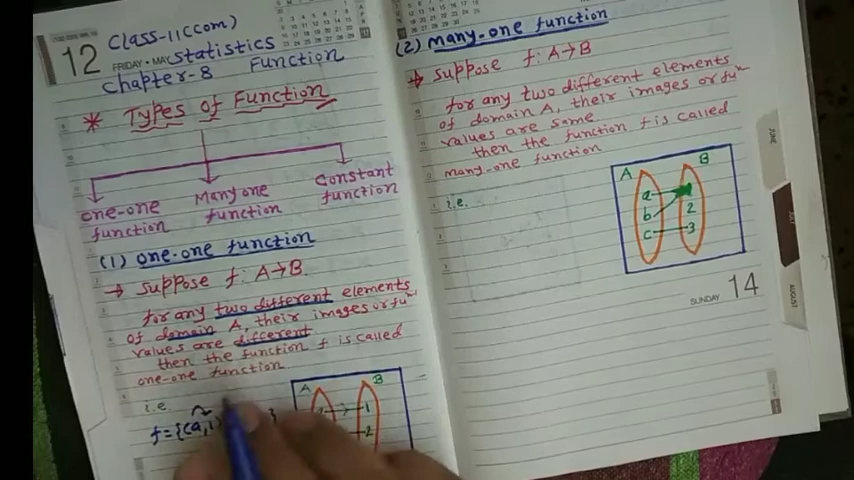 12
FRIDAY • MAY
Class-11(com)
statistics
Chapter-8 Function
* Types of Function
one-one function
Many one function
Constant function
(1) one-one function
→ suppose f: A→B.
for any two different elements
of domain A, their images or fun
values are different
then the function f is called
one-one function
i.e.
f={(a,1)
}
A B
1
2
(2) many-one function
→ suppose f: A→B
for any two different elements
of domain A, their images or fun
values are same
then the function f is called
many-one function
i.e.
A B
a
b 2
c 3
SUNDAY 14
JUNE
JULY
AUGUST